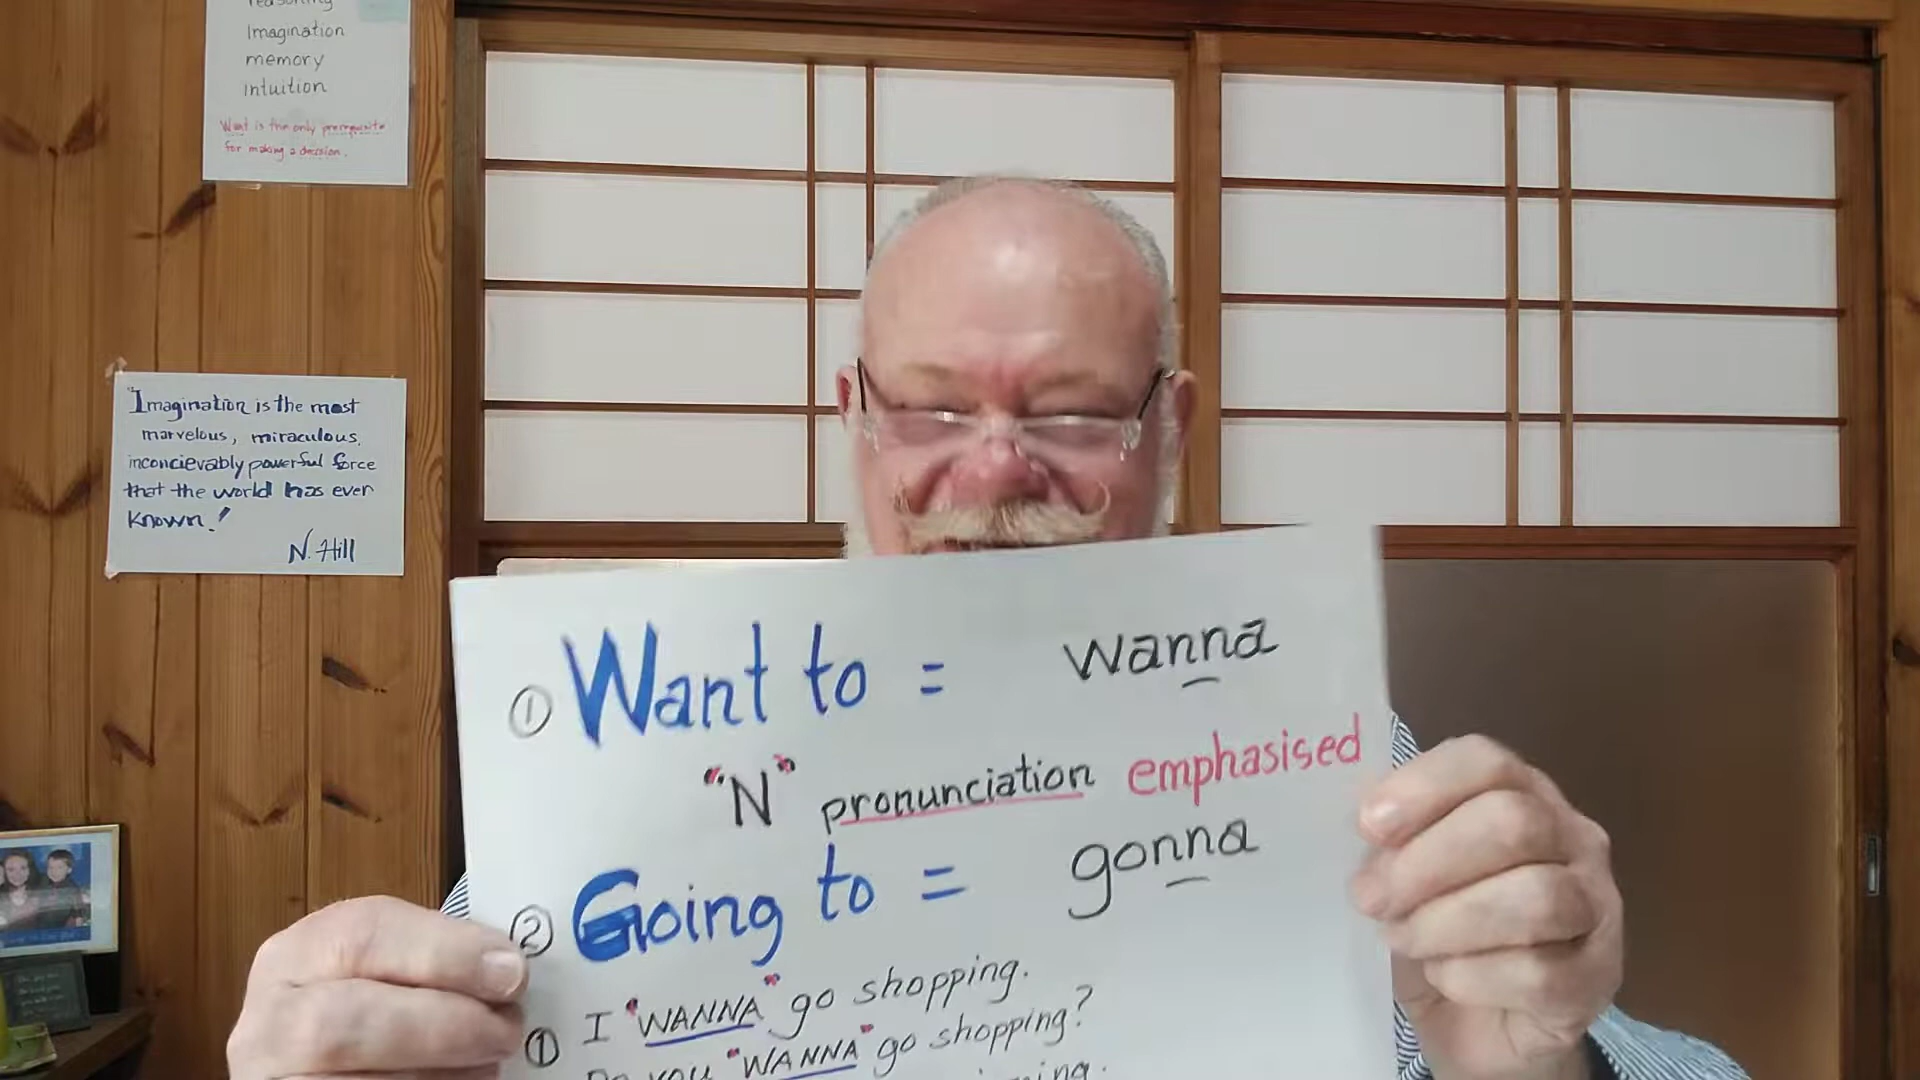 reasoning
Imagination
memory
intuition
Want is the only prerequisite
for making a decision.
"Imagination is the most
marvelous, miraculous,
inconcievably powerful force
that the world has ever
known!
N. Hill
① Want to = wanna
"N" pronunciation emphasised
② Going to = gonna
① I "WANNA" go shopping.
Do you "WANNA" go shopping?